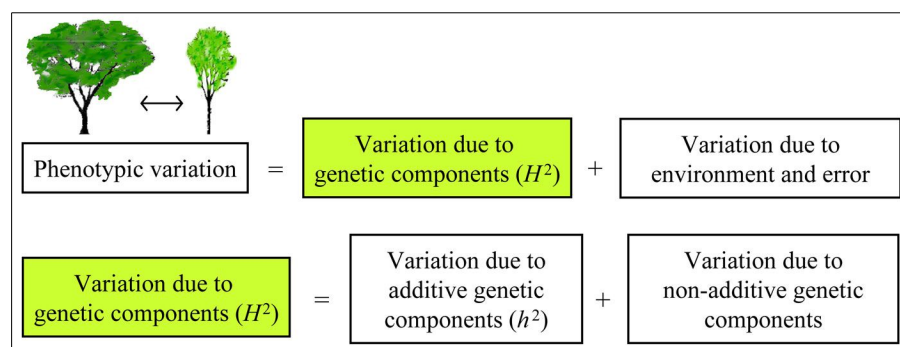 Phenotypic variation
=
Variation due to
genetic components (H²)
+
Variation due to
environment and error
Variation due to
genetic components (H²)
=
Variation due to
additive genetic
components (h²)
+
Variation due to
non-additive genetic
components